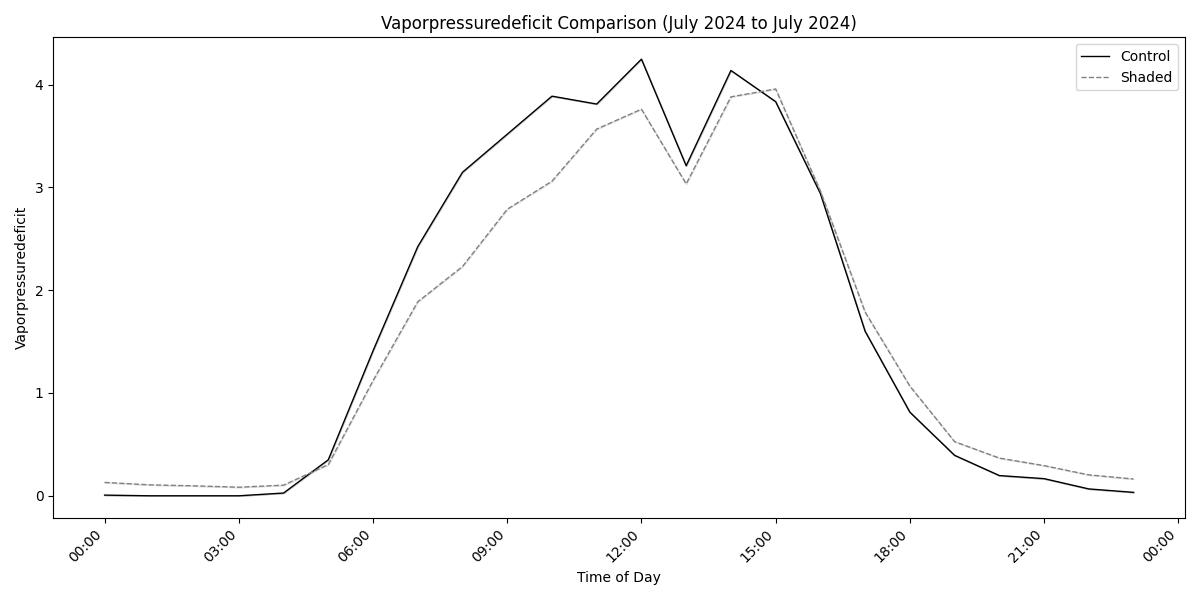 Vaporpressuredeficit Comparison (July 2024 to July 2024)
Control
Shaded
Vaporpressuredeficit
4
3
2
1
0
00:00
03:00
06:00
09:00
12:00
15:00
18:00
21:00
00:00
Time of Day